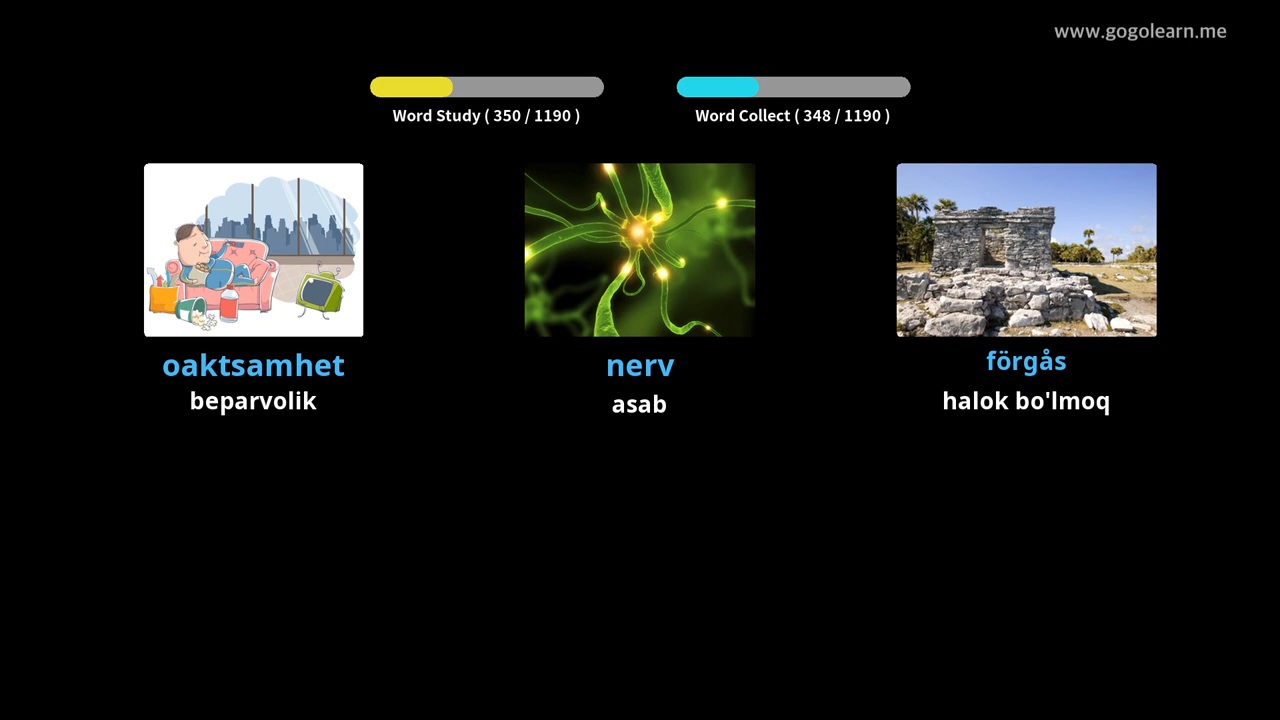 www.gogolearn.me
Word Study ( 350 / 1190 )
Word Collect ( 348 / 1190 )
oaktsamhet
nerv
förgås
beparvolik
asab
halok bo'lmoq